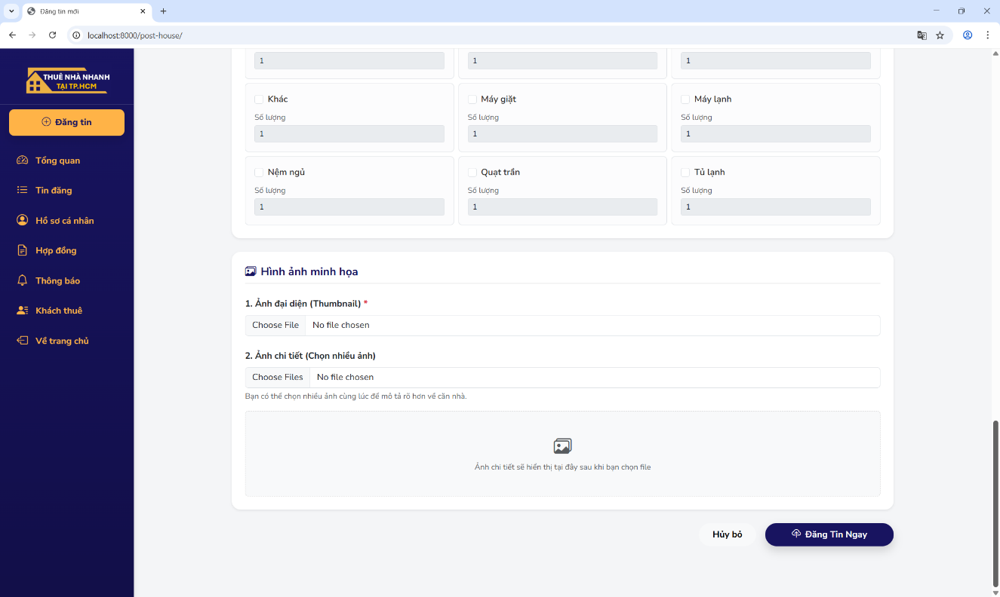 Đăng tin mới
localhost:8000/post-house/
THUÊ NHÀ NHANH
TẠI TP.HCM
Đăng tin
Tổng quan
Tin đăng
Hồ sơ cá nhân
Hợp đồng
Thông báo
Khách thuê
Về trang chủ
1 1 1
Khác Máy giặt Máy lạnh
Số lượng Số lượng Số lượng
1 1 1
Nệm ngủ Quạt trần Tủ lạnh
Số lượng Số lượng Số lượng
1 1 1
Hình ảnh minh họa
1. Ảnh đại diện (Thumbnail) *
Choose File No file chosen
2. Ảnh chi tiết (Chọn nhiều ảnh)
Choose Files No file chosen
Bạn có thể chọn nhiều ảnh cùng lúc để mô tả rõ hơn về căn nhà.
Ảnh chi tiết sẽ hiển thị tại đây sau khi bạn chọn file
Hủy bỏ Đăng Tin Ngay